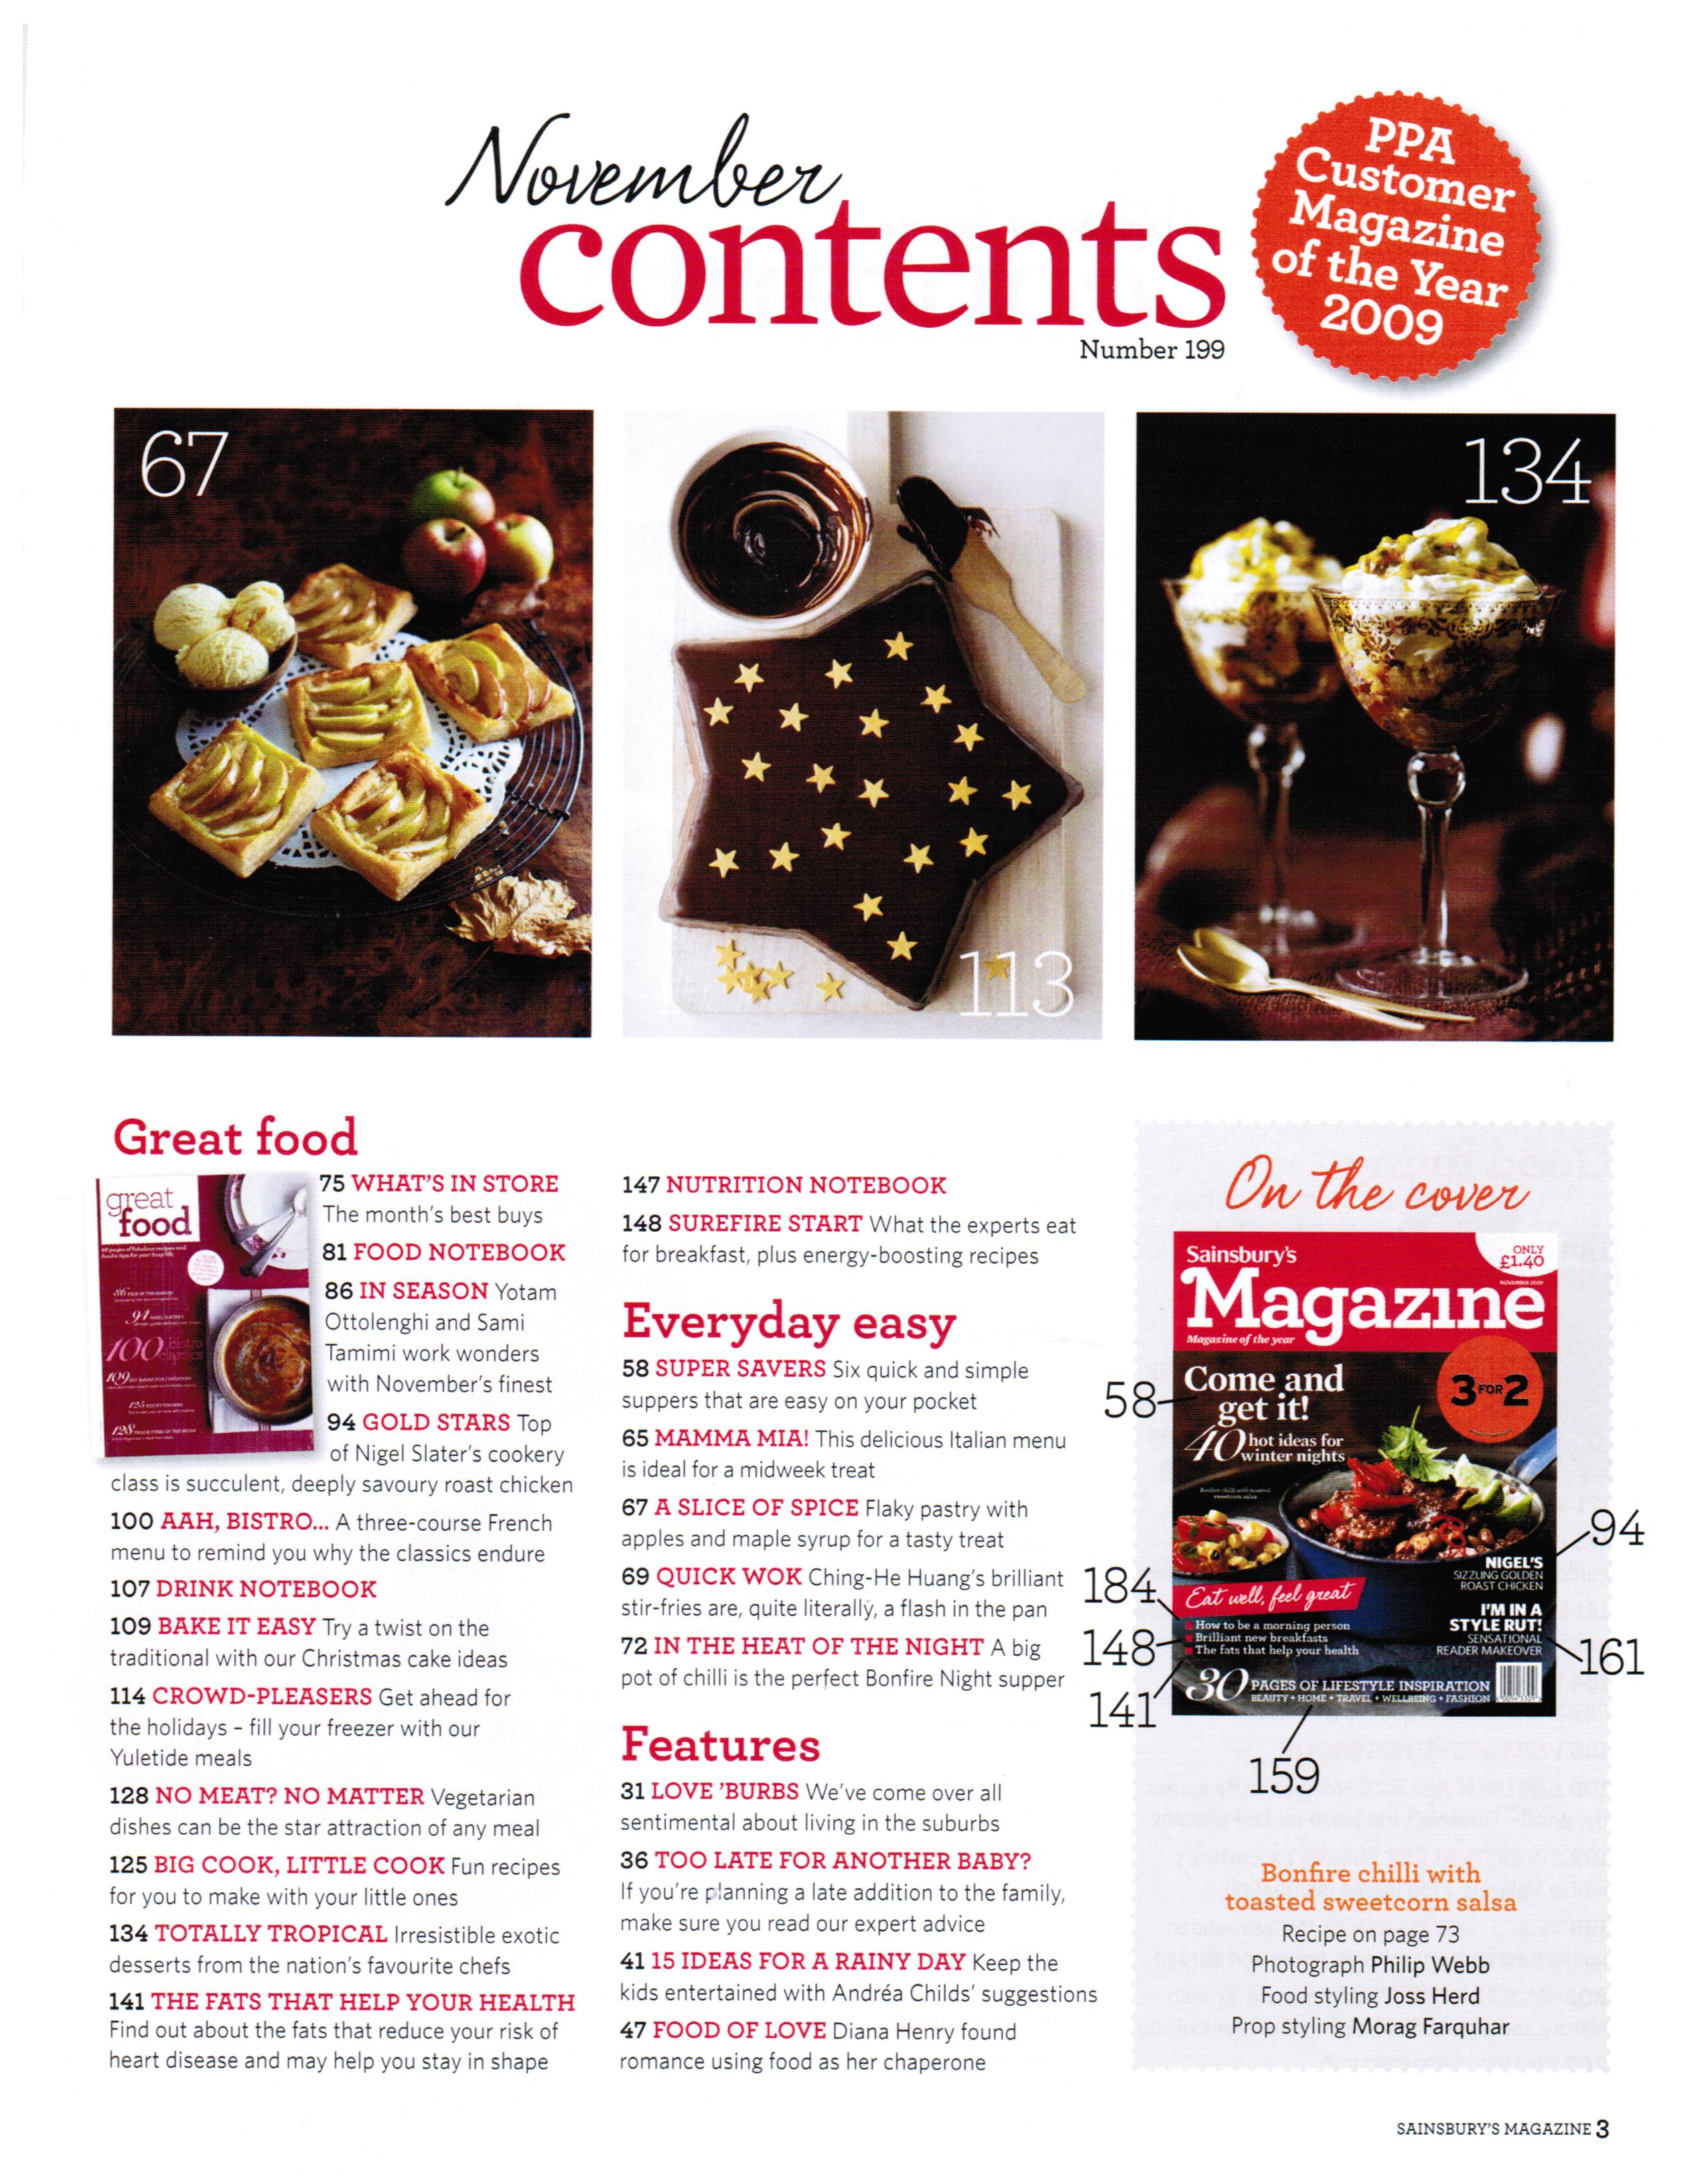 November
contents
Number 199
PPA
Customer
Magazine
of the Year
2009
67
113
134
Great food
great
food
86
94
100 bistro
classics
109
125
128
75 WHAT'S IN STORE
The month's best buys
81 FOOD NOTEBOOK
86 IN SEASON Yotam
Ottolenghi and Sami
Tamimi work wonders
with November's finest
94 GOLD STARS Top
of Nigel Slater's cookery
class is succulent, deeply savoury roast chicken
100 AAH, BISTRO... A three-course French
menu to remind you why the classics endure
107 DRINK NOTEBOOK
109 BAKE IT EASY Try a twist on the
traditional with our Christmas cake ideas
114 CROWD-PLEASERS Get ahead for
the holidays – fill your freezer with our
Yuletide meals
128 NO MEAT? NO MATTER Vegetarian
dishes can be the star attraction of any meal
125 BIG COOK, LITTLE COOK Fun recipes
for you to make with your little ones
134 TOTALLY TROPICAL Irresistible exotic
desserts from the nation's favourite chefs
141 THE FATS THAT HELP YOUR HEALTH
Find out about the fats that reduce your risk of
heart disease and may help you stay in shape
147 NUTRITION NOTEBOOK
148 SUREFIRE START What the experts eat
for breakfast, plus energy-boosting recipes
Everyday easy
58 SUPER SAVERS Six quick and simple
suppers that are easy on your pocket
65 MAMMA MIA! This delicious Italian menu
is ideal for a midweek treat
67 A SLICE OF SPICE Flaky pastry with
apples and maple syrup for a tasty treat
69 QUICK WOK Ching-He Huang's brilliant
stir-fries are, quite literally, a flash in the pan
72 IN THE HEAT OF THE NIGHT A big
pot of chilli is the perfect Bonfire Night supper
Features
31 LOVE 'BURBS We've come over all
sentimental about living in the suburbs
36 TOO LATE FOR ANOTHER BABY?
If you're planning a late addition to the family,
make sure you read our expert advice
41 15 IDEAS FOR A RAINY DAY Keep the
kids entertained with Andréa Childs' suggestions
47 FOOD OF LOVE Diana Henry found
romance using food as her chaperone
On the cover
Sainsbury's
Magazine
Magazine of the year
ONLY
£1.40
NOVEMBER 2009
Come and
get it!
40 hot ideas for
winter nights
3 FOR 2
Bonfire chilli with toasted
sweetcorn salsa
NIGEL'S
SIZZLING GOLDEN
ROAST CHICKEN
I'M IN A
STYLE RUT!
SENSATIONAL
READER MAKEOVER
Eat well, feel great
How to be a morning person
Brilliant new breakfasts
The fats that help your health
30 PAGES OF LIFESTYLE INSPIRATION
BEAUTY + HOME + TRAVEL + WELLBEING + FASHION
58
94
184
148
161
141
159
Bonfire chilli with
toasted sweetcorn salsa
Recipe on page 73
Photograph Philip Webb
Food styling Joss Herd
Prop styling Morag Farquhar
SAINSBURY'S MAGAZINE 3